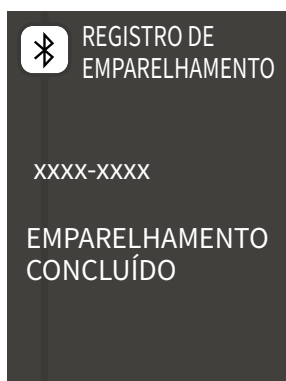 REGISTRO DE
EMPARELHAMENTO
xxxx-xxxx
EMPARELHAMENTO
CONCLUÍDO